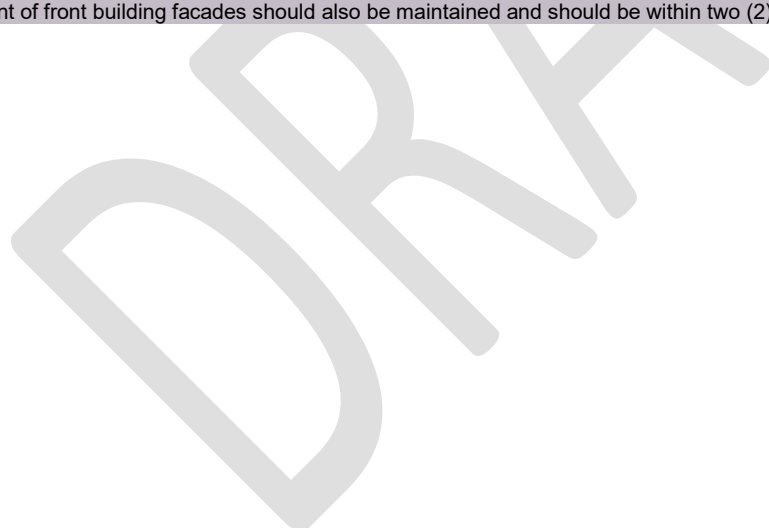 nt of front building facades should also be maintained and should be within two (2)
DRA